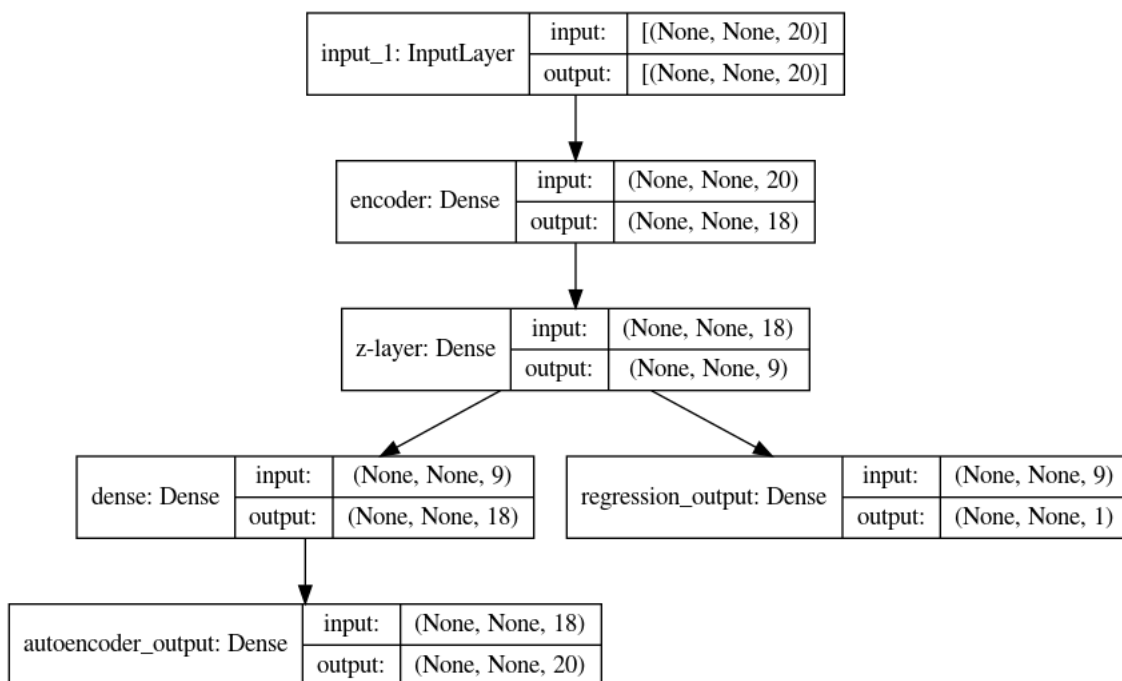 input_1: InputLayer
input: [(None, None, 20)]
output: [(None, None, 20)]
encoder: Dense
input: (None, None, 20)
output: (None, None, 18)
z-layer: Dense
input: (None, None, 18)
output: (None, None, 9)
dense: Dense
input: (None, None, 9)
output: (None, None, 18)
regression_output: Dense
input: (None, None, 9)
output: (None, None, 1)
autoencoder_output: Dense
input: (None, None, 18)
output: (None, None, 20)